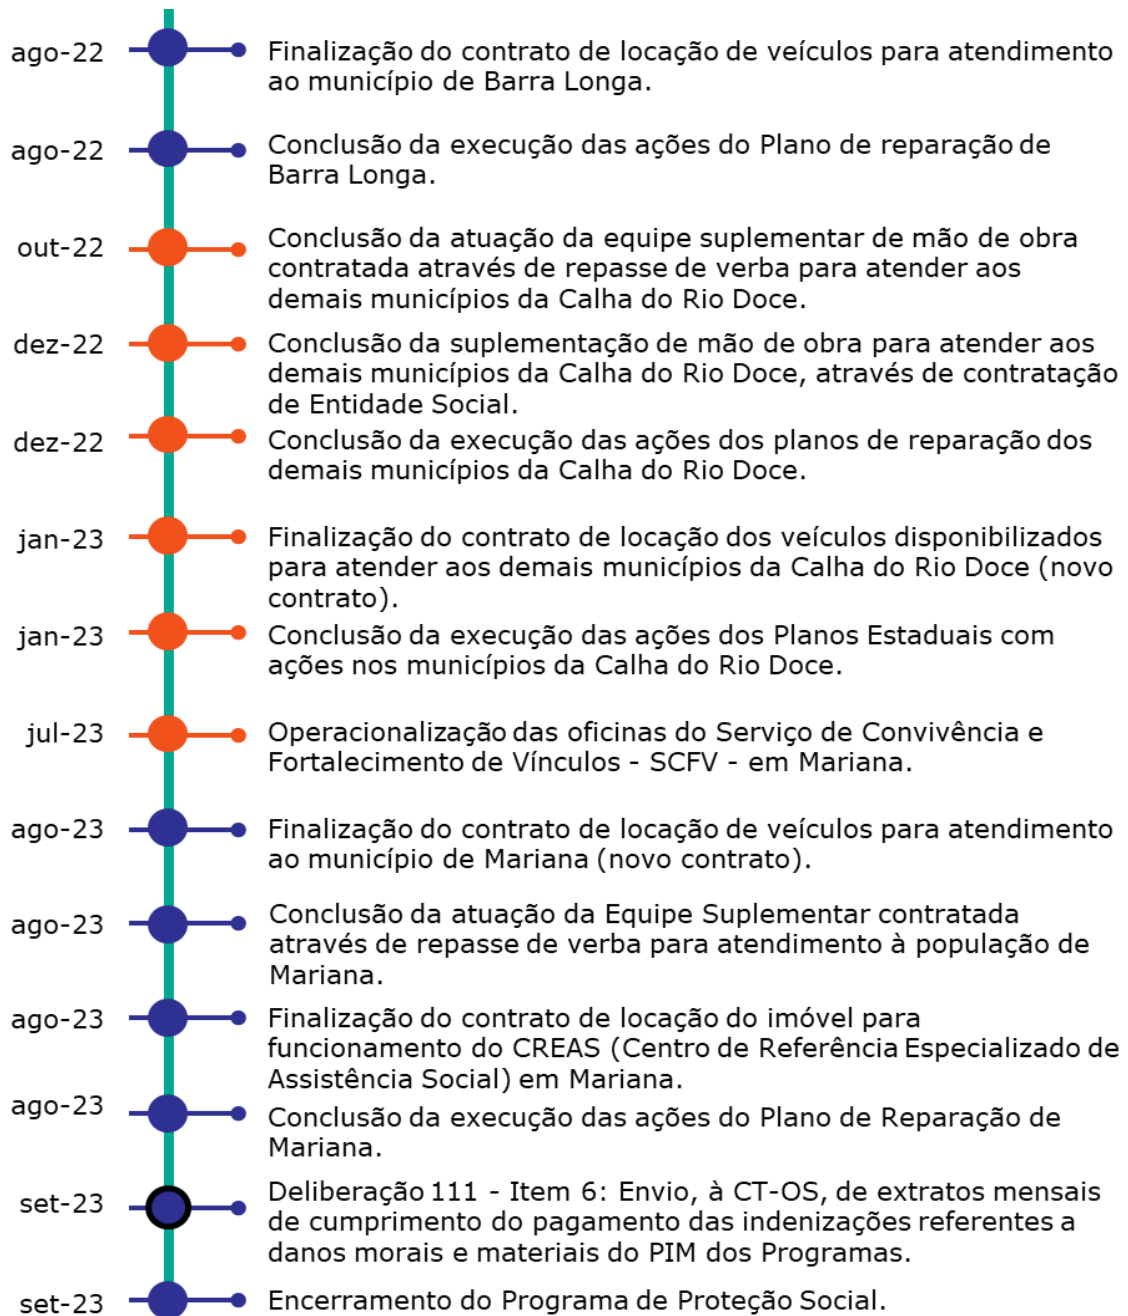 ago-22
Finalização do contrato de locação de veículos para atendimento
ao município de Barra Longa.
ago-22
Conclusão da execução das ações do Plano de reparação de
Barra Longa.
out-22
Conclusão da atuação da equipe suplementar de mão de obra
contratada através de repasse de verba para atender aos
demais municípios da Calha do Rio Doce.
dez-22
Conclusão da suplementação de mão de obra para atender aos
demais municípios da Calha do Rio Doce, através de contratação
de Entidade Social.
dez-22
Conclusão da execução das ações dos planos de reparação dos
demais municípios da Calha do Rio Doce.
jan-23
Finalização do contrato de locação dos veículos disponibilizados
para atender aos demais municípios da Calha do Rio Doce (novo
contrato).
jan-23
Conclusão da execução das ações dos Planos Estaduais com
ações nos municípios da Calha do Rio Doce.
jul-23
Operacionalização das oficinas do Serviço de Convivência e
Fortalecimento de Vínculos - SCFV - em Mariana.
ago-23
Finalização do contrato de locação de veículos para atendimento
ao município de Mariana (novo contrato).
ago-23
Conclusão da atuação da Equipe Suplementar contratada
através de repasse de verba para atendimento à população de
Mariana.
ago-23
Finalização do contrato de locação do imóvel para
funcionamento do CREAS (Centro de Referência Especializado de
Assistência Social) em Mariana.
ago-23
Conclusão da execução das ações do Plano de Reparação de
Mariana.
set-23
Deliberação 111 - Item 6: Envio, à CT-OS, de extratos mensais
de cumprimento do pagamento das indenizações referentes a
danos morais e materiais do PIM dos Programas.
set-23
Encerramento do Programa de Proteção Social.